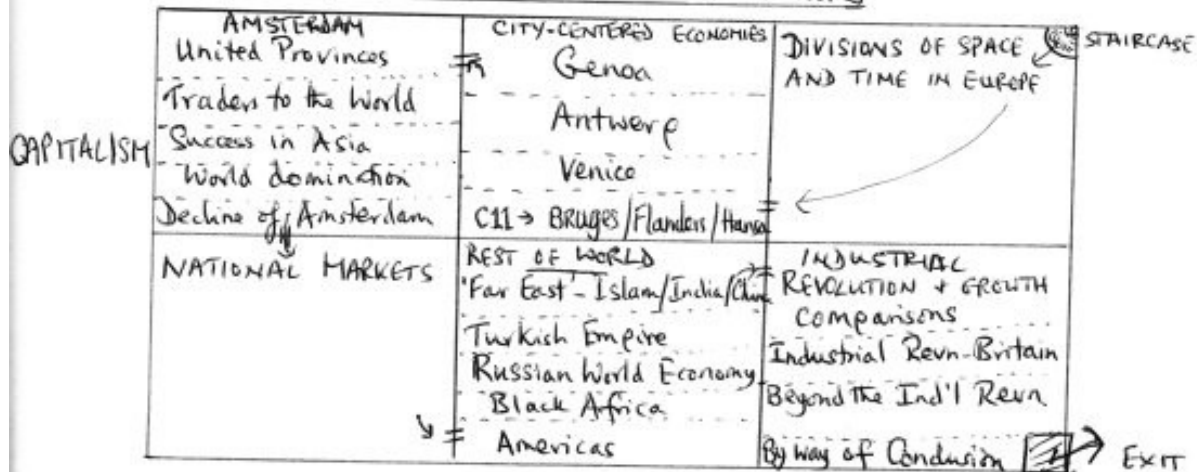 AMSTERDAM
United Provinces
Traders to the World
Success in Asia
World domination
Decline of Amsterdam
CITY-CENTERED ECONOMIES
Genoa
Antwerp
Venice
C11 → BRUGES/Flanders/Hansa
DIVISIONS OF SPACE
AND TIME IN EUROPE
STAIRCASE
CAPITALISM
NATIONAL MARKETS
REST OF WORLD
'Far East' - Islam/India/China
Turkish Empire
Russian World Economy
Black Africa
Americas
INDUSTRIAL
REVOLUTION + GROWTH
Comparisons
Industrial Revn-Britain
Beyond the Ind'l Revn
By way of Conclusion
EXIT